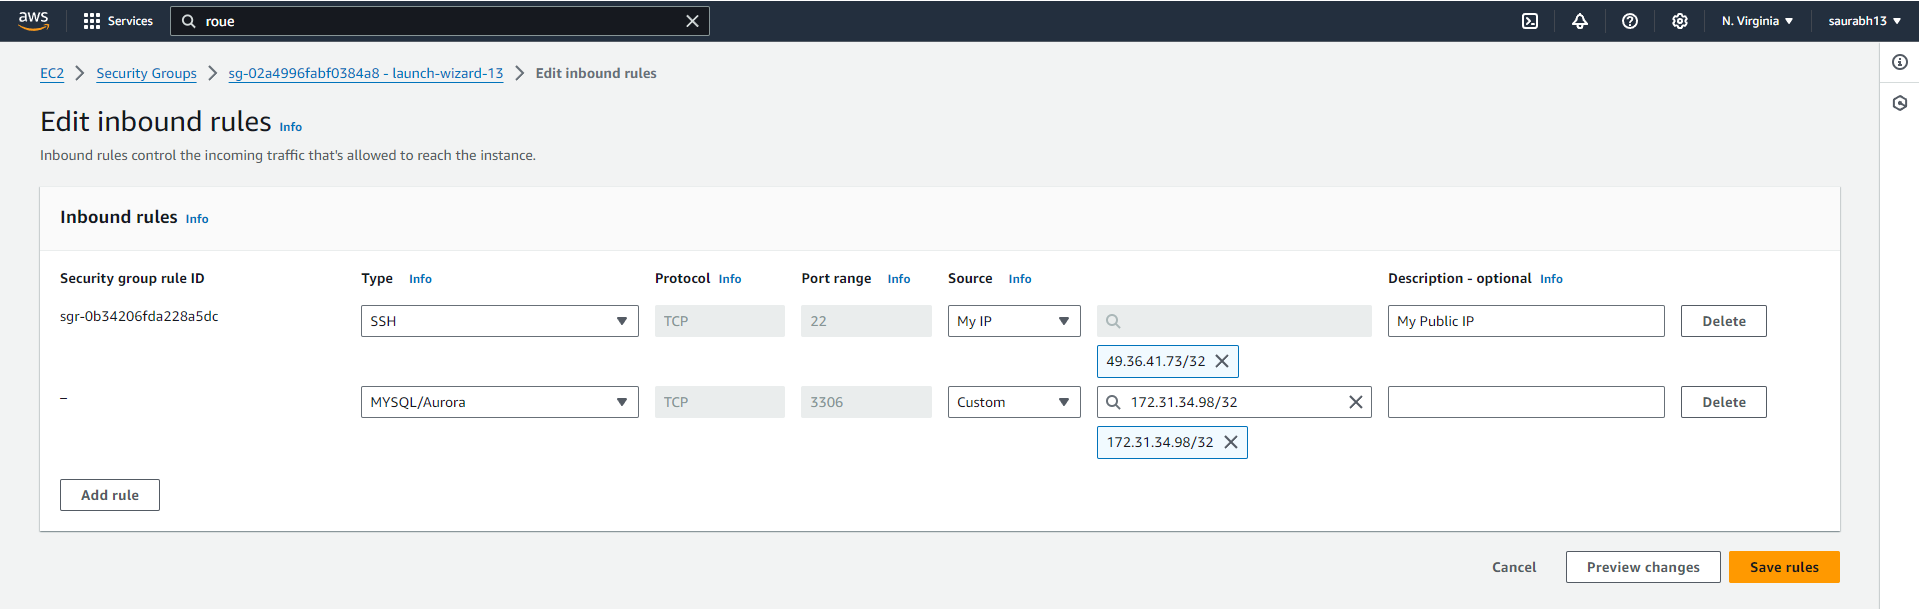 aws Services roue N. Virginia saurabh13
EC2 Security Groups sg-02a4996fabf0384a8 - launch-wizard-13 Edit inbound rules
Edit inbound rules Info
Inbound rules control the incoming traffic that's allowed to reach the instance.
Inbound rules Info
Security group rule ID Type Info Protocol Info Port range Info Source Info Description - optional Info
sgr-0b34206fda228a5dc SSH TCP 22 My IP My Public IP Delete
49.36.41.73/32
– MYSQL/Aurora TCP 3306 Custom 172.31.34.98/32 Delete
172.31.34.98/32
Add rule
Cancel Preview changes Save rules